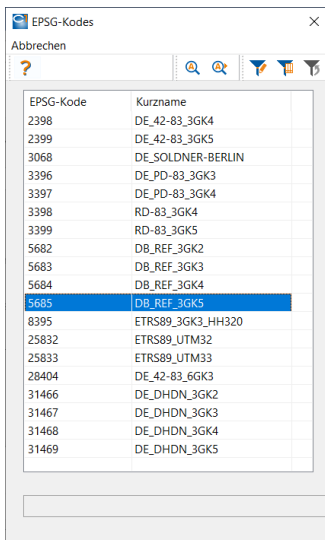 EPSG-Kodes
Abbrechen
EPSG-Kode Kurzname
2398 DE_42-83_3GK4
2399 DE_42-83_3GK5
3068 DE_SOLDNER-BERLIN
3396 DE_PD-83_3GK3
3397 DE_PD-83_3GK4
3398 RD-83_3GK4
3399 RD-83_3GK5
5682 DB_REF_3GK2
5683 DB_REF_3GK3
5684 DB_REF_3GK4
5685 DB_REF_3GK5
8395 ETRS89_3GK3_HH320
25832 ETRS89_UTM32
25833 ETRS89_UTM33
28404 DE_42-83_6GK3
31466 DE_DHDN_3GK2
31467 DE_DHDN_3GK3
31468 DE_DHDN_3GK4
31469 DE_DHDN_3GK5